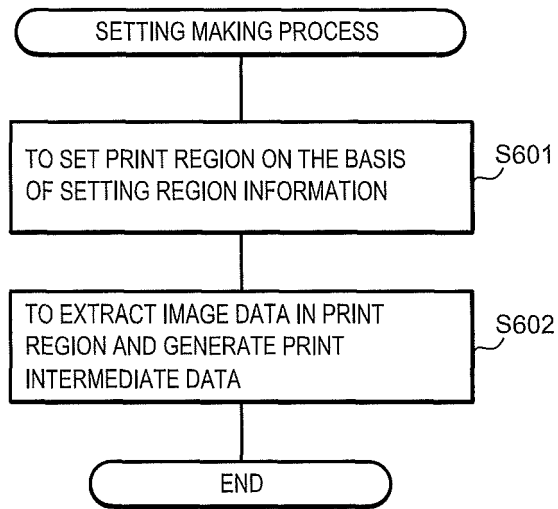 SETTING MAKING PROCESS
TO SET PRINT REGION ON THE BASIS
OF SETTING REGION INFORMATION
S601
TO EXTRACT IMAGE DATA IN PRINT
REGION AND GENERATE PRINT
INTERMEDIATE DATA
S602
END